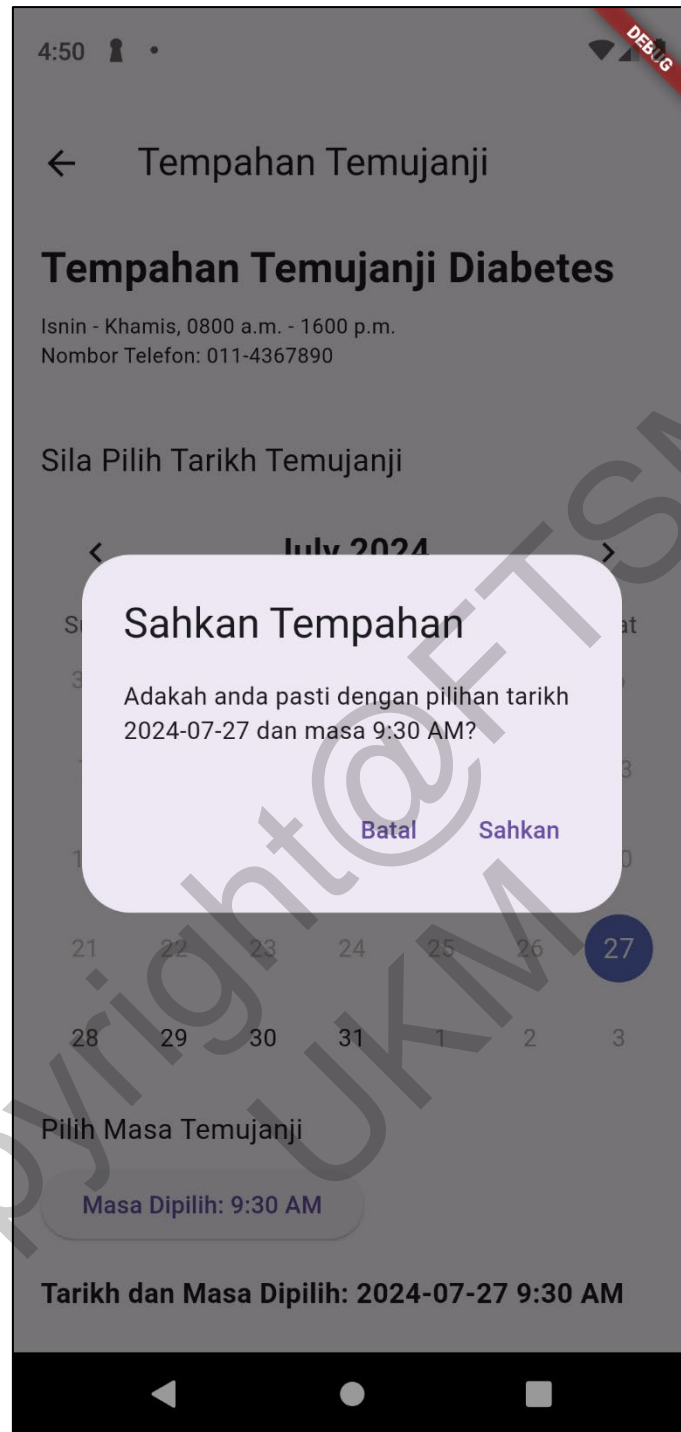 4:50
DEBUG
Tempahan Temujanji
Tempahan Temujanji Diabetes
Isnin - Khamis, 0800 a.m. - 1600 p.m.
Nombor Telefon: 011-4367890
Sila Pilih Tarikh Temujanji
July 2024
Sahkan Tempahan
Adakah anda pasti dengan pilihan tarikh
2024-07-27 dan masa 9:30 AM?
Batal Sahkan
21 22 23 24 25 26 27
28 29 30 31 1 2 3
Pilih Masa Temujanji
Masa Dipilih: 9:30 AM
Tarikh dan Masa Dipilih: 2024-07-27 9:30 AM
UKM